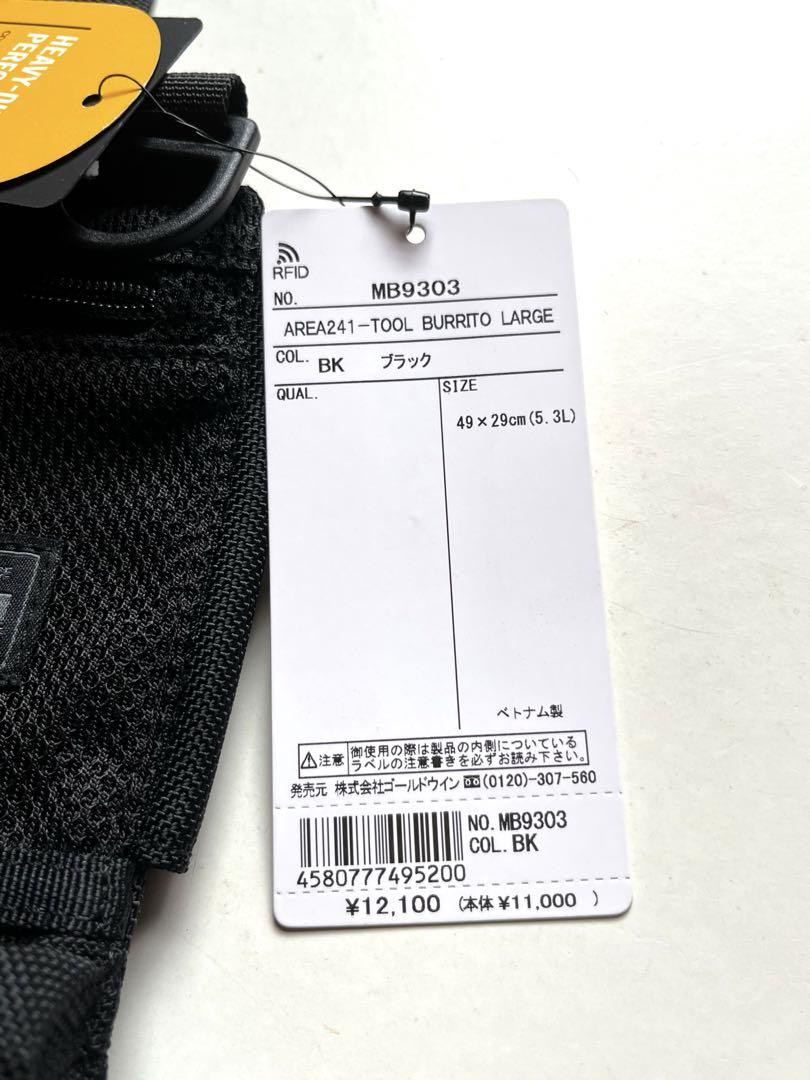 HEAVY-DU
RFID
NO. MB9303
AREA241-TOOL BURRITO LARGE
COL. BK ブラック
QUAL. SIZE
49×29cm(5.3L)
ベトナム製
⚠注意 御使用の際は製品の内側についている
ラベルの注意書きを必ずお読み下さい。
発売元 株式会社ゴールドウイン (0120)-307-560
NO. MB9303
COL. BK
4580777495200
¥12,100 (本体¥11,000 )